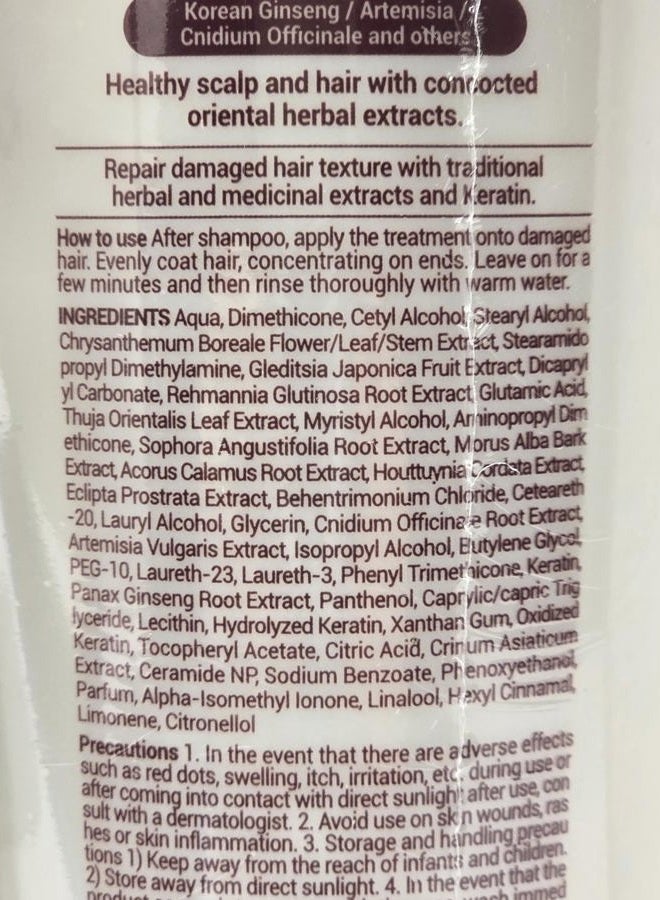 Korean Ginseng / Artemisia /
Cnidium Officinale and others
Healthy scalp and hair with concocted
oriental herbal extracts.
Repair damaged hair texture with traditional
herbal and medicinal extracts and Keratin.
How to use After shampoo, apply the treatment onto damaged
hair. Evenly coat hair, concentrating on ends. Leave on for a
few minutes and then rinse thoroughly with warm water.
INGREDIENTS Aqua, Dimethicone, Cetyl Alcohol, Stearyl Alcohol,
Chrysanthemum Boreale Flower/Leaf/Stem Extract, Stearamido
propyl Dimethylamine, Gleditsia Japonica Fruit Extract, Dicapryl
yl Carbonate, Rehmannia Glutinosa Root Extract, Glutamic Acid,
Thuja Orientalis Leaf Extract, Myristyl Alcohol, Aminopropyl Dim
ethicone, Sophora Angustifolia Root Extract, Morus Alba Bark
Extract, Acorus Calamus Root Extract, Houttuynia Cordata Extract,
Eclipta Prostrata Extract, Behentrimonium Chloride, Ceteareth
-20, Lauryl Alcohol, Glycerin, Cnidium Officinale Root Extract,
Artemisia Vulgaris Extract, Isopropyl Alcohol, Butylene Glycol,
PEG-10, Laureth-23, Laureth-3, Phenyl Trimethicone, Keratin,
Panax Ginseng Root Extract, Panthenol, Caprylic/capric Trig
lyceride, Lecithin, Hydrolyzed Keratin, Xanthan Gum, Oxidized
Keratin, Tocopheryl Acetate, Citric Acid, Crinum Asiaticum
Extract, Ceramide NP, Sodium Benzoate, Phenoxyethanol,
Parfum, Alpha-Isomethyl Ionone, Linalool, Hexyl Cinnamal,
Limonene, Citronellol
Precautions 1. In the event that there are adverse effects
such as red dots, swelling, itch, irritation, etc. during use or
after coming into contact with direct sunlight after use, con
sult with a dermatologist. 2. Avoid use on skin wounds, ras
hes or skin inflammation. 3. Storage and handling precau
tions 1) Keep away from the reach of infants and children.
2) Store away from direct sunlight. 4. In the event that the
immed